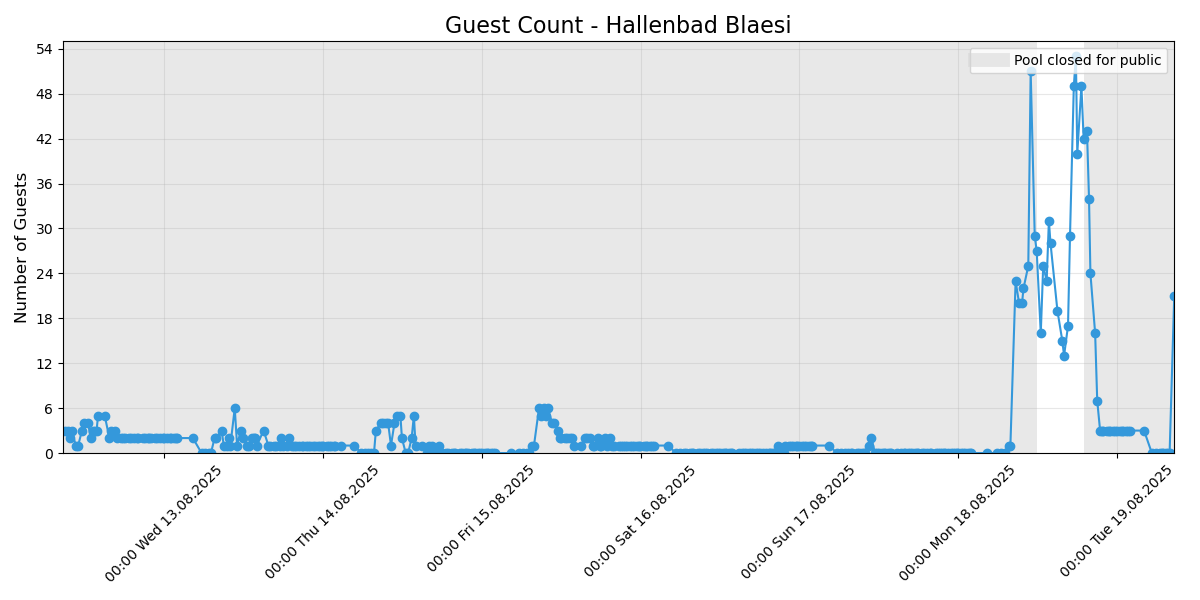 Guest Count - Hallenbad Blaesi
Pool closed for public
Number of Guests
54
48
42
36
30
24
18
12
6
0
00:00 Wed 13.08.2025
00:00 Thu 14.08.2025
00:00 Fri 15.08.2025
00:00 Sat 16.08.2025
00:00 Sun 17.08.2025
00:00 Mon 18.08.2025
00:00 Tue 19.08.2025